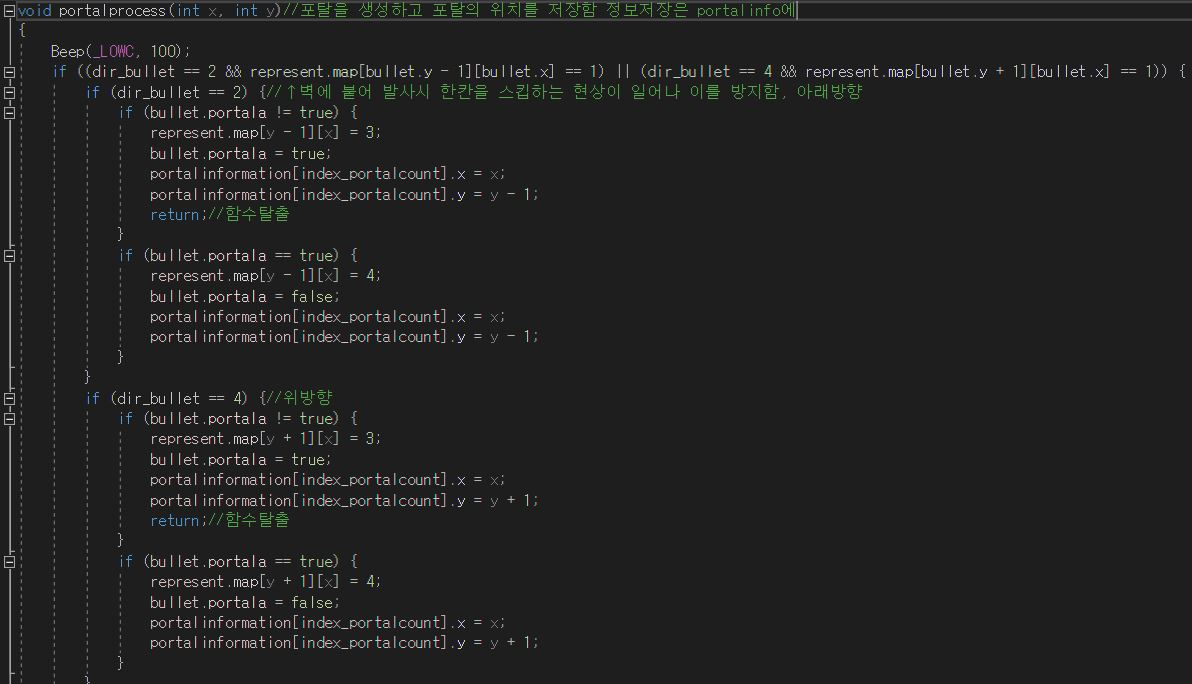 void portalprocess(int x, int y)//포탈을 생성하고 포탈의 위치를 저장함 정보저장은 portalinfo에
{
Beep(_LOWC, 100);
if ((dir_bullet == 2 && represent.map[bullet.y - 1][bullet.x] == 1) || (dir_bullet == 4 && represent.map[bullet.y + 1][bullet.x] == 1)) {
if (dir_bullet == 2) {//↑벽에 붙어 발사시 한칸을 스킵하는 현상이 일어나 이를 방지함, 아래방향
if (bullet.portala != true) {
represent.map[y - 1][x] = 3;
bullet.portala = true;
portalinformation[index_portalcount].x = x;
portalinformation[index_portalcount].y = y - 1;
return;//함수탈출
}
if (bullet.portala == true) {
represent.map[y - 1][x] = 4;
bullet.portala = false;
portalinformation[index_portalcount].x = x;
portalinformation[index_portalcount].y = y - 1;
}
}
if (dir_bullet == 4) {//위방향
if (bullet.portala != true) {
represent.map[y + 1][x] = 3;
bullet.portala = true;
portalinformation[index_portalcount].x = x;
portalinformation[index_portalcount].y = y + 1;
return;//함수탈출
}
if (bullet.portala == true) {
represent.map[y + 1][x] = 4;
bullet.portala = false;
portalinformation[index_portalcount].x = x;
portalinformation[index_portalcount].y = y + 1;
}
}